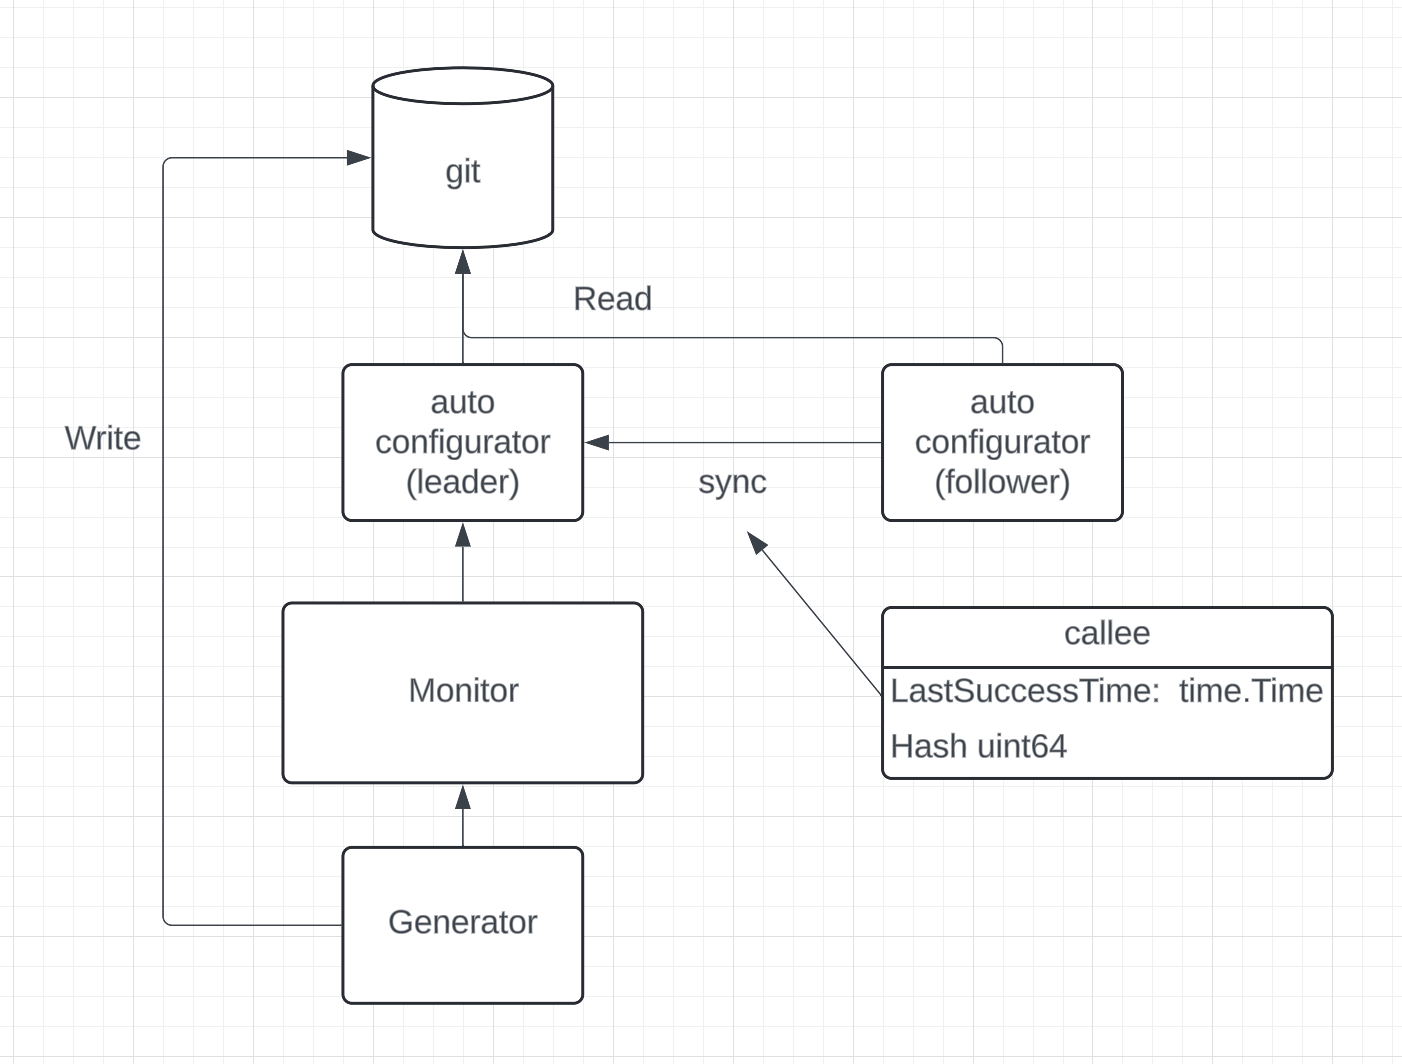 git
Read
Write
auto
configurator
(leader)
auto
configurator
(follower)
sync
Monitor
callee
LastSuccessTime: time.Time
Hash uint64
Generator